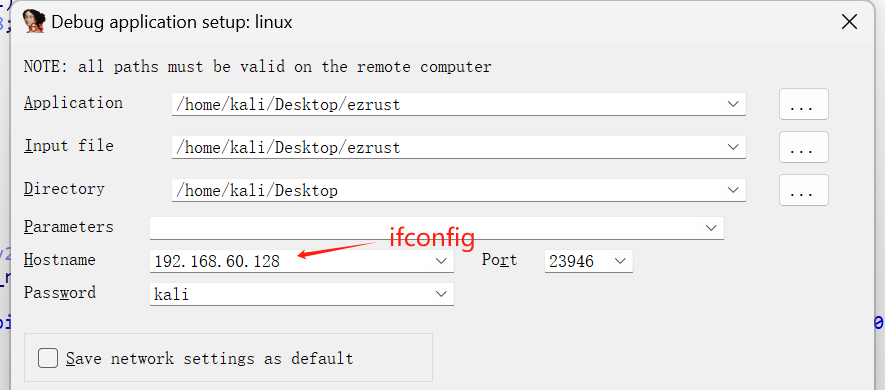 Debug application setup: linux
NOTE: all paths must be valid on the remote computer
Application /home/kali/Desktop/ezrust ...
Input file /home/kali/Desktop/ezrust ...
Directory /home/kali/Desktop ...
Parameters
ifconfig
Hostname 192.168.60.128 Port 23946
Password kali
Save network settings as default